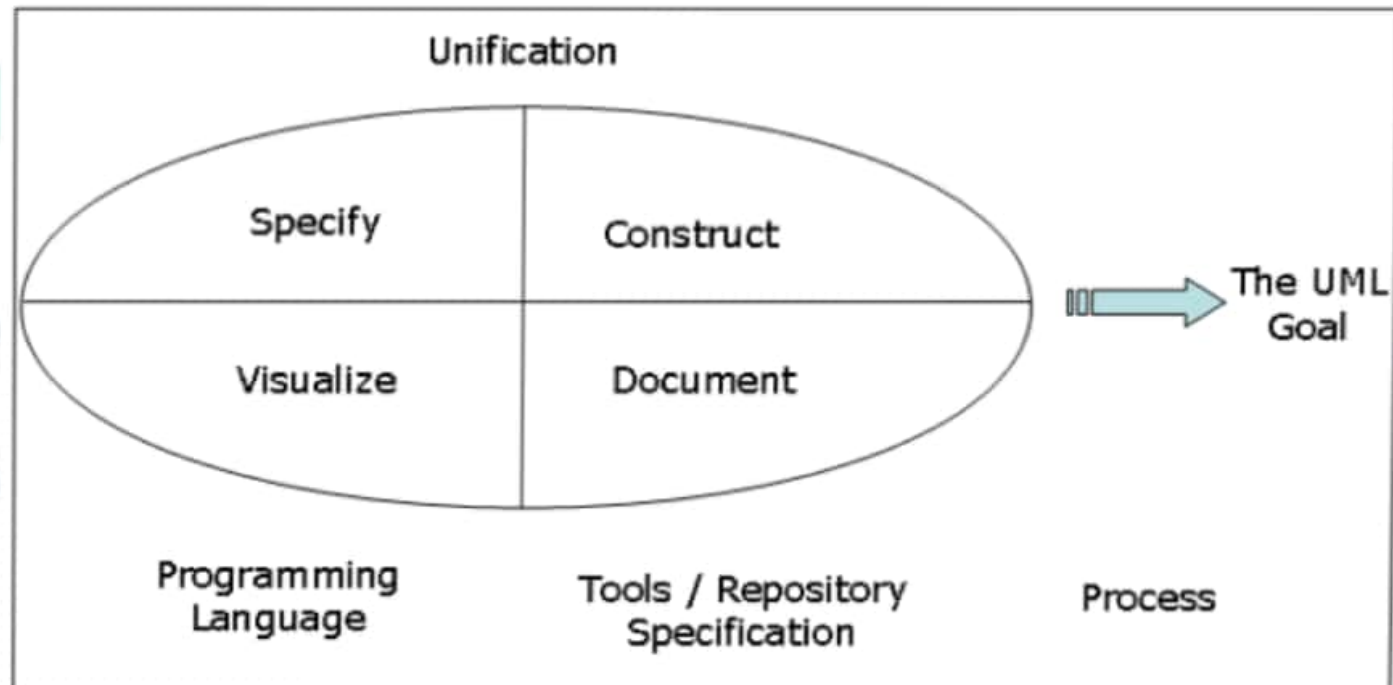 Unification
Specify
Construct
The UML
Goal
Visualize
Document
Programming
Language
Tools / Repository
Specification
Process